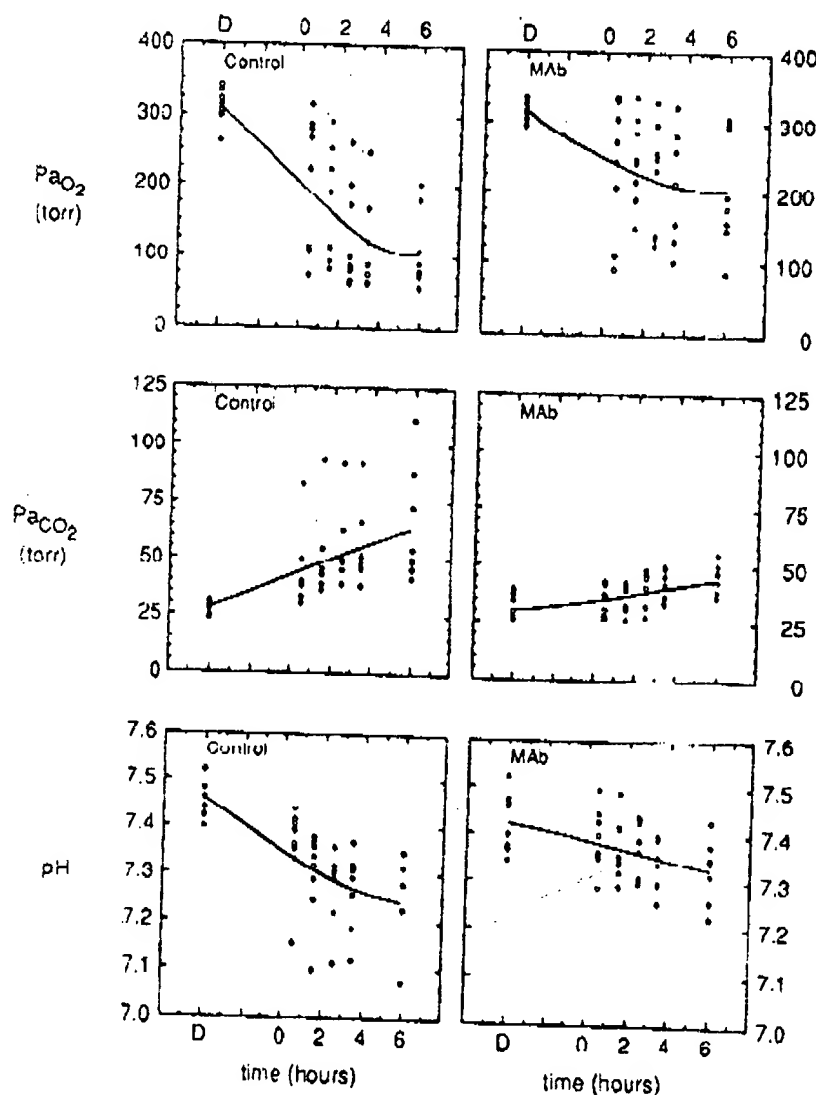 D 0 2 4 6 D 0 2 4 6
400 Control MAb 400
300 300
PaO2 200 200
(torr)
100 100
0 0
125 Control MAb 125
100 100
75 75
PaCO2
50 50
(torr)
25 25
0 0
7.6 Control MAb 7.6
7.5 7.5
7.4 7.4
pH 7.3 7.3
7.2 7.2
7.1 7.1
7.0 7.0
D 0 2 4 6 D 0 2 4 6
time (hours) time (hours)